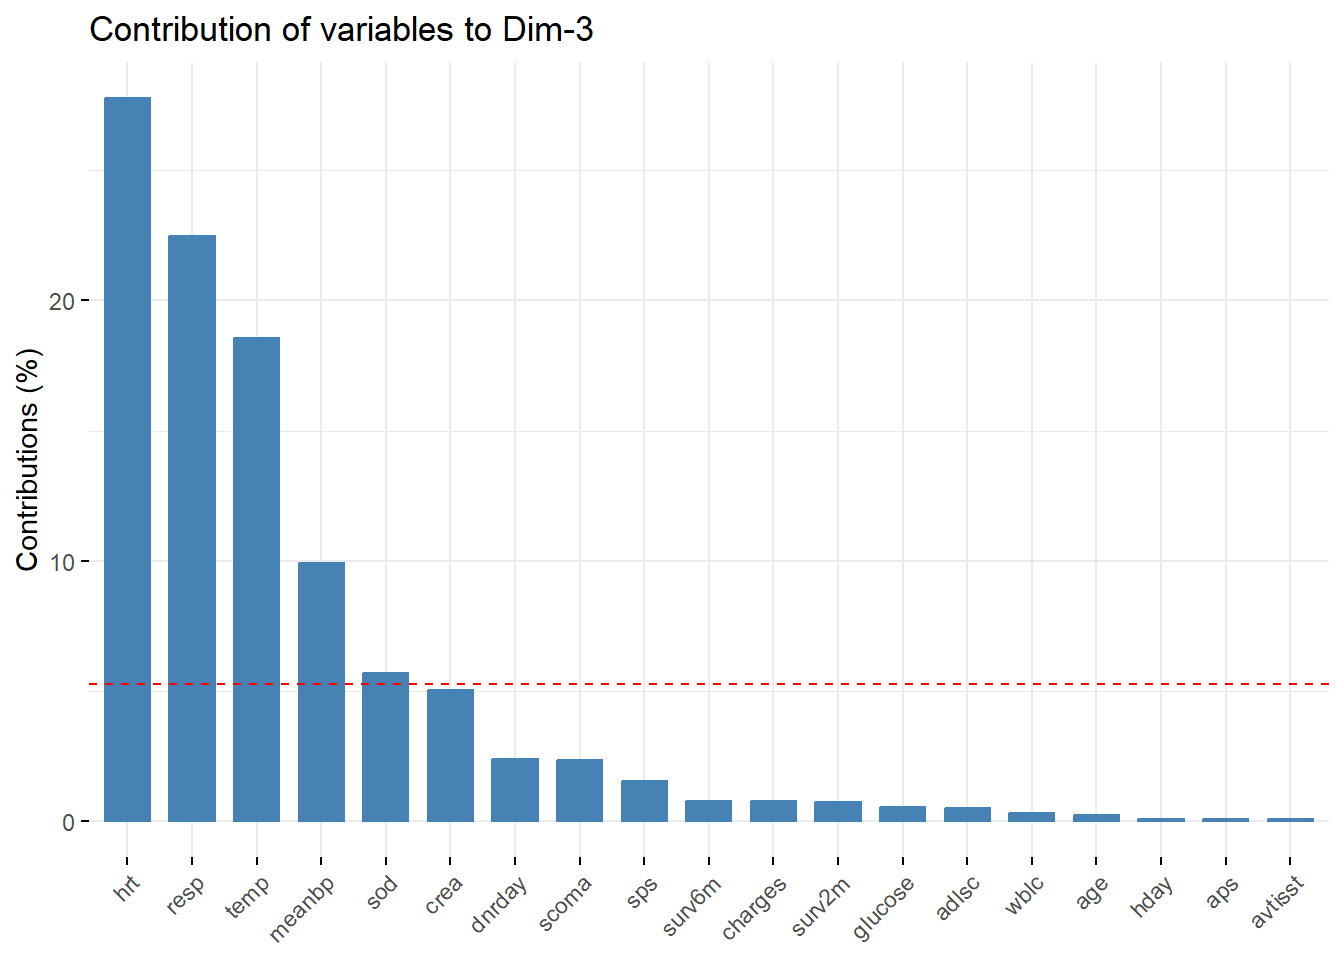 Contribution of variables to Dim-3
Contributions (%)
20
10
0
hrt
resp
temp
meanbp
sod
crea
dnrday
scoma
sps
surv6m
charges
surv2m
glucose
adlsc
wblc
age
hday
aps
avtisst